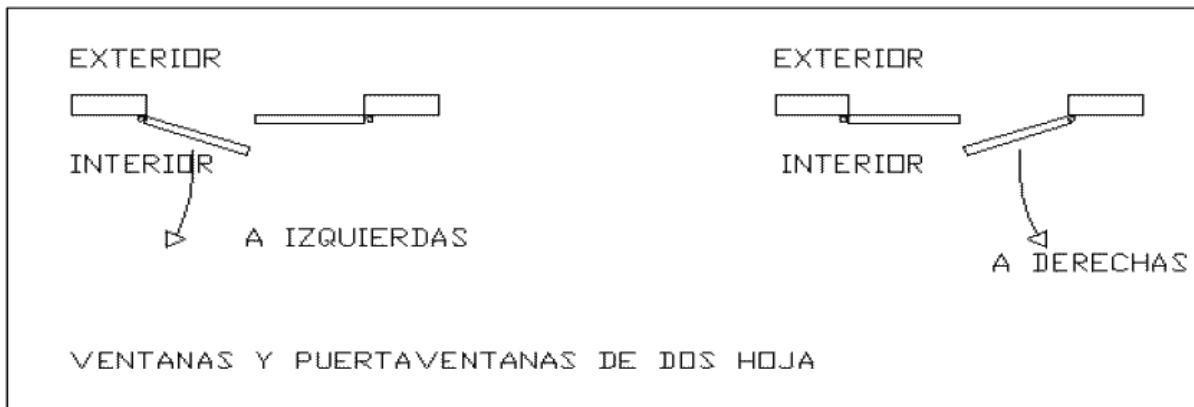 EXTERIOR
INTERIOR
A IZQUIERDAS
EXTERIOR
INTERIOR
A DERECHAS
VENTANAS Y PUERTAVENTANAS DE DOS HOJA